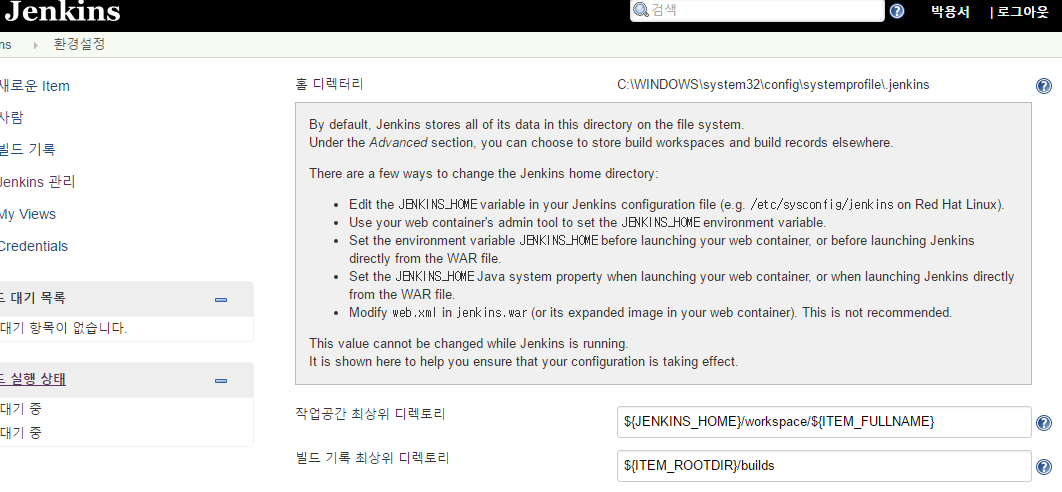 Jenkins
검색
박용서
| 로그아웃
ns
환경설정
새로운 Item
사람
빌드 기록
Jenkins 관리
My Views
Credentials
드 대기 목록
대기 항목이 없습니다.
드 실행 상태
대기 중
대기 중
홈 디렉터리
C:\WINDOWS\system32\config\systemprofile\.jenkins
By default, Jenkins stores all of its data in this directory on the file system.
Under the Advanced section, you can choose to store build workspaces and build records elsewhere.
There are a few ways to change the Jenkins home directory:
• Edit the JENKINS_HOME variable in your Jenkins configuration file (e.g. /etc/sysconfig/jenkins on Red Hat Linux).
• Use your web container's admin tool to set the JENKINS_HOME environment variable.
• Set the environment variable JENKINS_HOME before launching your web container, or before launching Jenkins
directly from the WAR file.
• Set the JENKINS_HOME Java system property when launching your web container, or when launching Jenkins directly
from the WAR file.
• Modify web.xml in jenkins.war (or its expanded image in your web container). This is not recommended.
This value cannot be changed while Jenkins is running.
It is shown here to help you ensure that your configuration is taking effect.
작업공간 최상위 디렉토리
${JENKINS_HOME}/workspace/${ITEM_FULLNAME}
빌드 기록 최상위 디렉토리
${ITEM_ROOTDIR}/builds